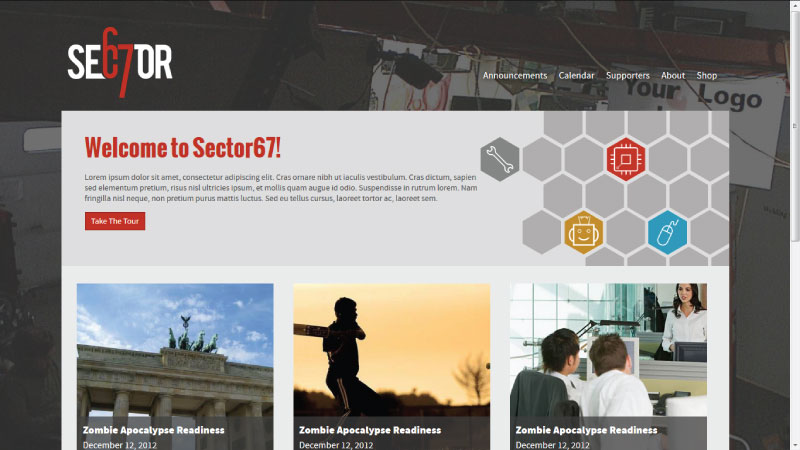 SEC67TOR
Announcements Calendar Supporters About Shop
Your Logo
Welcome to Sector67!
Lorem ipsum dolor sit amet, consectetur adipiscing elit. Cras ornare nibh ut iaculis vestibulum. Cras dictum, sapien
sed elementum pretium, risus nisl ultricies ipsum, et mollis quam augue id odio. Suspendisse in rutrum lorem. Nam
fringilla nisl neque, non pretium purus mattis luctus. Sed eu tellus cursus, laoreet tortor ac, laoreet sem.
Take The Tour
Zombie Apocalypse Readiness
December 12, 2012
Zombie Apocalypse Readiness
December 12, 2012
Zombie Apocalypse Readiness
December 12, 2012